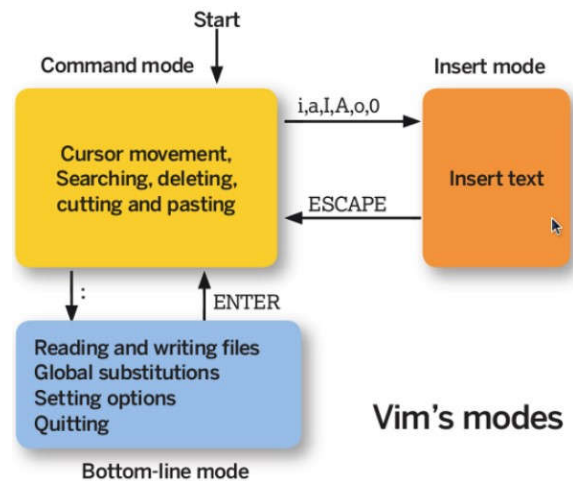 Start
Command mode
Insert mode
i,a,I,A,o,0
Cursor movement,
Searching, deleting,
cutting and pasting
Insert text
ESCAPE
:
ENTER
Reading and writing files
Global substitutions
Setting options
Quitting
Vim's modes
Bottom-line mode